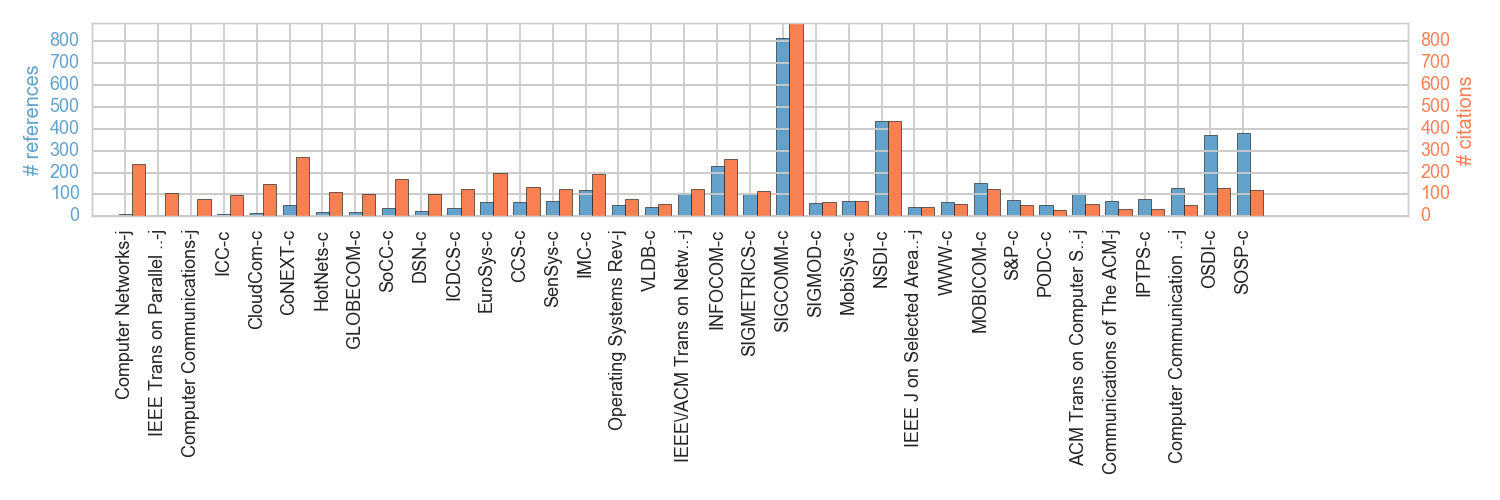 # references
800
700
600
500
400
300
200
100
0
800
700
600
500
400
300
200
100
0
# citations
Computer Networks-j
IEEE Trans on Parallel ..-j
Computer Communications-j
ICC-c
CloudCom-c
CoNEXT-c
HotNets-c
GLOBECOM-c
SoCC-c
DSN-c
ICDCS-c
EuroSys-c
CCS-c
SenSys-c
IMC-c
Operating Systems Rev-j
VLDB-c
IEEEVACM Trans on Netw..-j
INFOCOM-c
SIGMETRICS-c
SIGCOMM-c
SIGMOD-c
MobiSys-c
NSDI-c
IEEE J on Selected Area..-j
WWW-c
MOBICOM-c
S&P-c
PODC-c
ACM Trans on Computer S..-j
Communications of The ACM-j
IPTPS-c
Computer Communication ..-j
OSDI-c
SOSP-c